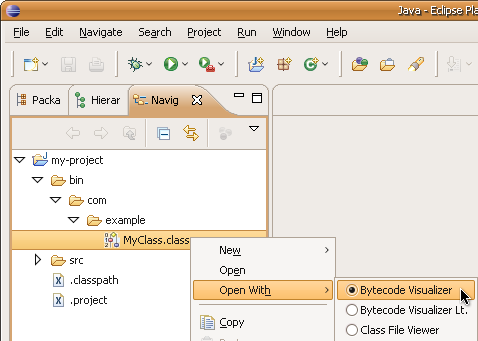 Java - Eclipse Pla
File Edit Navigate Search Project Run Window Help
Packa Hierar Navig
my-project
bin
com
example
MyClass.class
src
.classpath
.project
New
Open
Open With
Copy
Bytecode Visualizer
Bytecode Visualizer Lt.
Class File Viewer